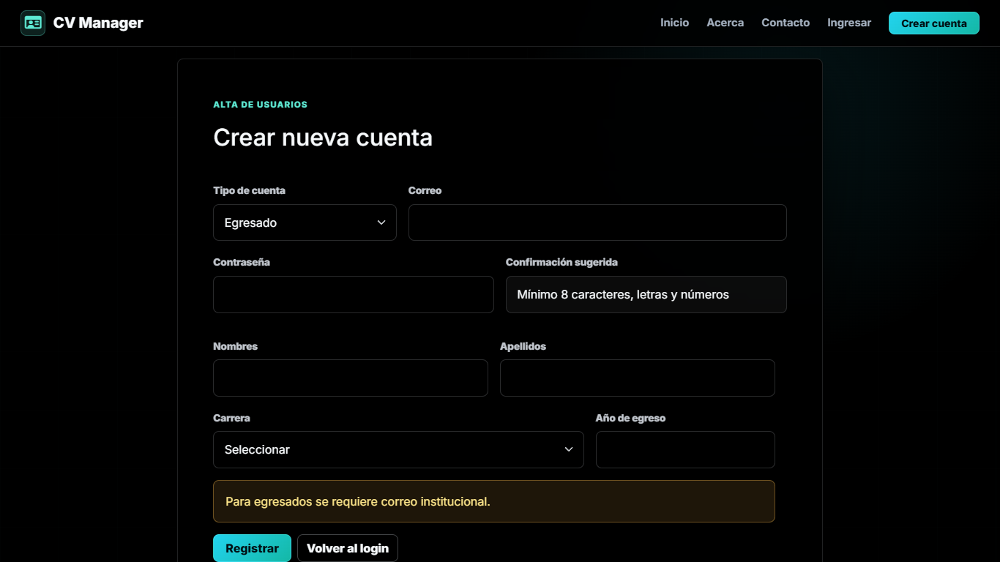 CV Manager
Inicio Acerca Contacto Ingresar Crear cuenta
ALTA DE USUARIOS
Crear nueva cuenta
Tipo de cuenta Correo
Egresado
Contraseña Confirmación sugerida
Mínimo 8 caracteres, letras y números
Nombres Apellidos
Carrera Año de egreso
Seleccionar
Para egresados se requiere correo institucional.
Registrar Volver al login